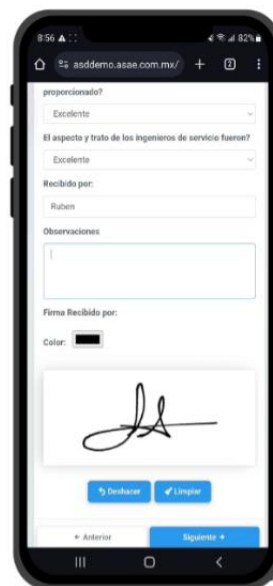 8:56
82%
asddemo.asae.com.mx/
2
proporcionado?
Excelente
El aspecto y trato de los ingenieros de servicio fueron?
Excelente
Recibido por:
Ruben
Observaciones
Firma Recibido por:
Color:
Deshacer
Limpiar
← Anterior
Siguiente →